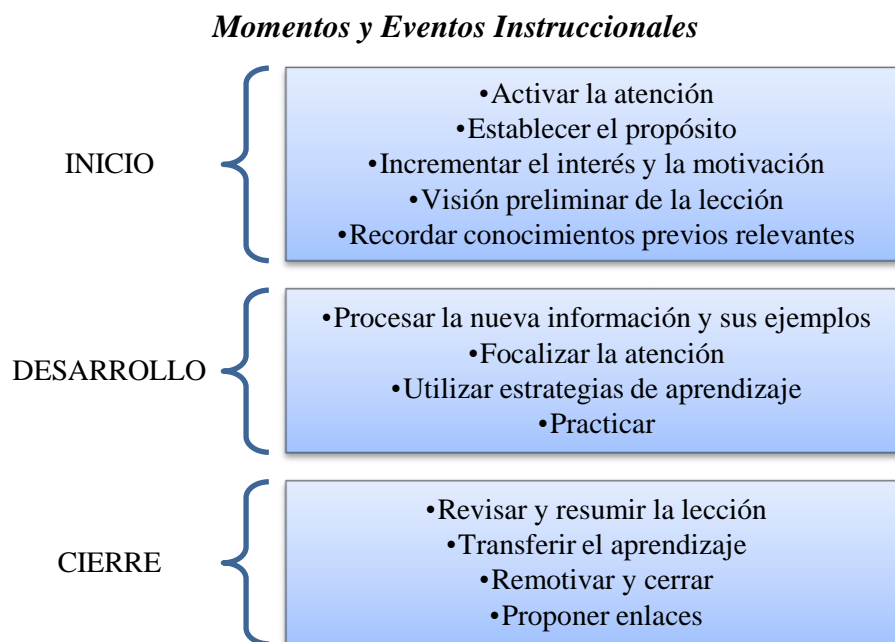 Momentos y Eventos Instruccionales
INICIO
•Activar la atención
•Establecer el propósito
•Incrementar el interés y la motivación
•Visión preliminar de la lección
•Recordar conocimientos previos relevantes
DESARROLLO
•Procesar la nueva información y sus ejemplos
•Focalizar la atención
•Utilizar estrategias de aprendizaje
•Practicar
CIERRE
•Revisar y resumir la lección
•Transferir el aprendizaje
•Remotivar y cerrar
•Proponer enlaces